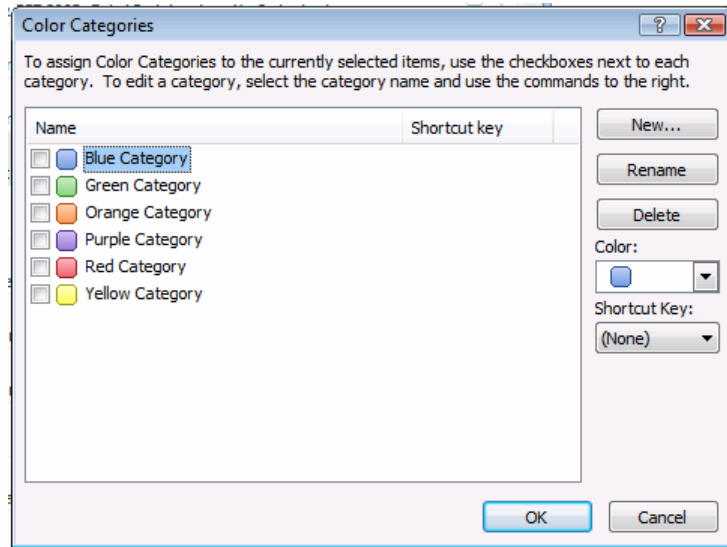 Color Categories
To assign Color Categories to the currently selected items, use the checkboxes next to each
category. To edit a category, select the category name and use the commands to the right.
Name Shortcut key
Blue Category
Green Category
Orange Category
Purple Category
Red Category
Yellow Category
New...
Rename
Delete
Color:
Shortcut Key:
(None)
OK Cancel